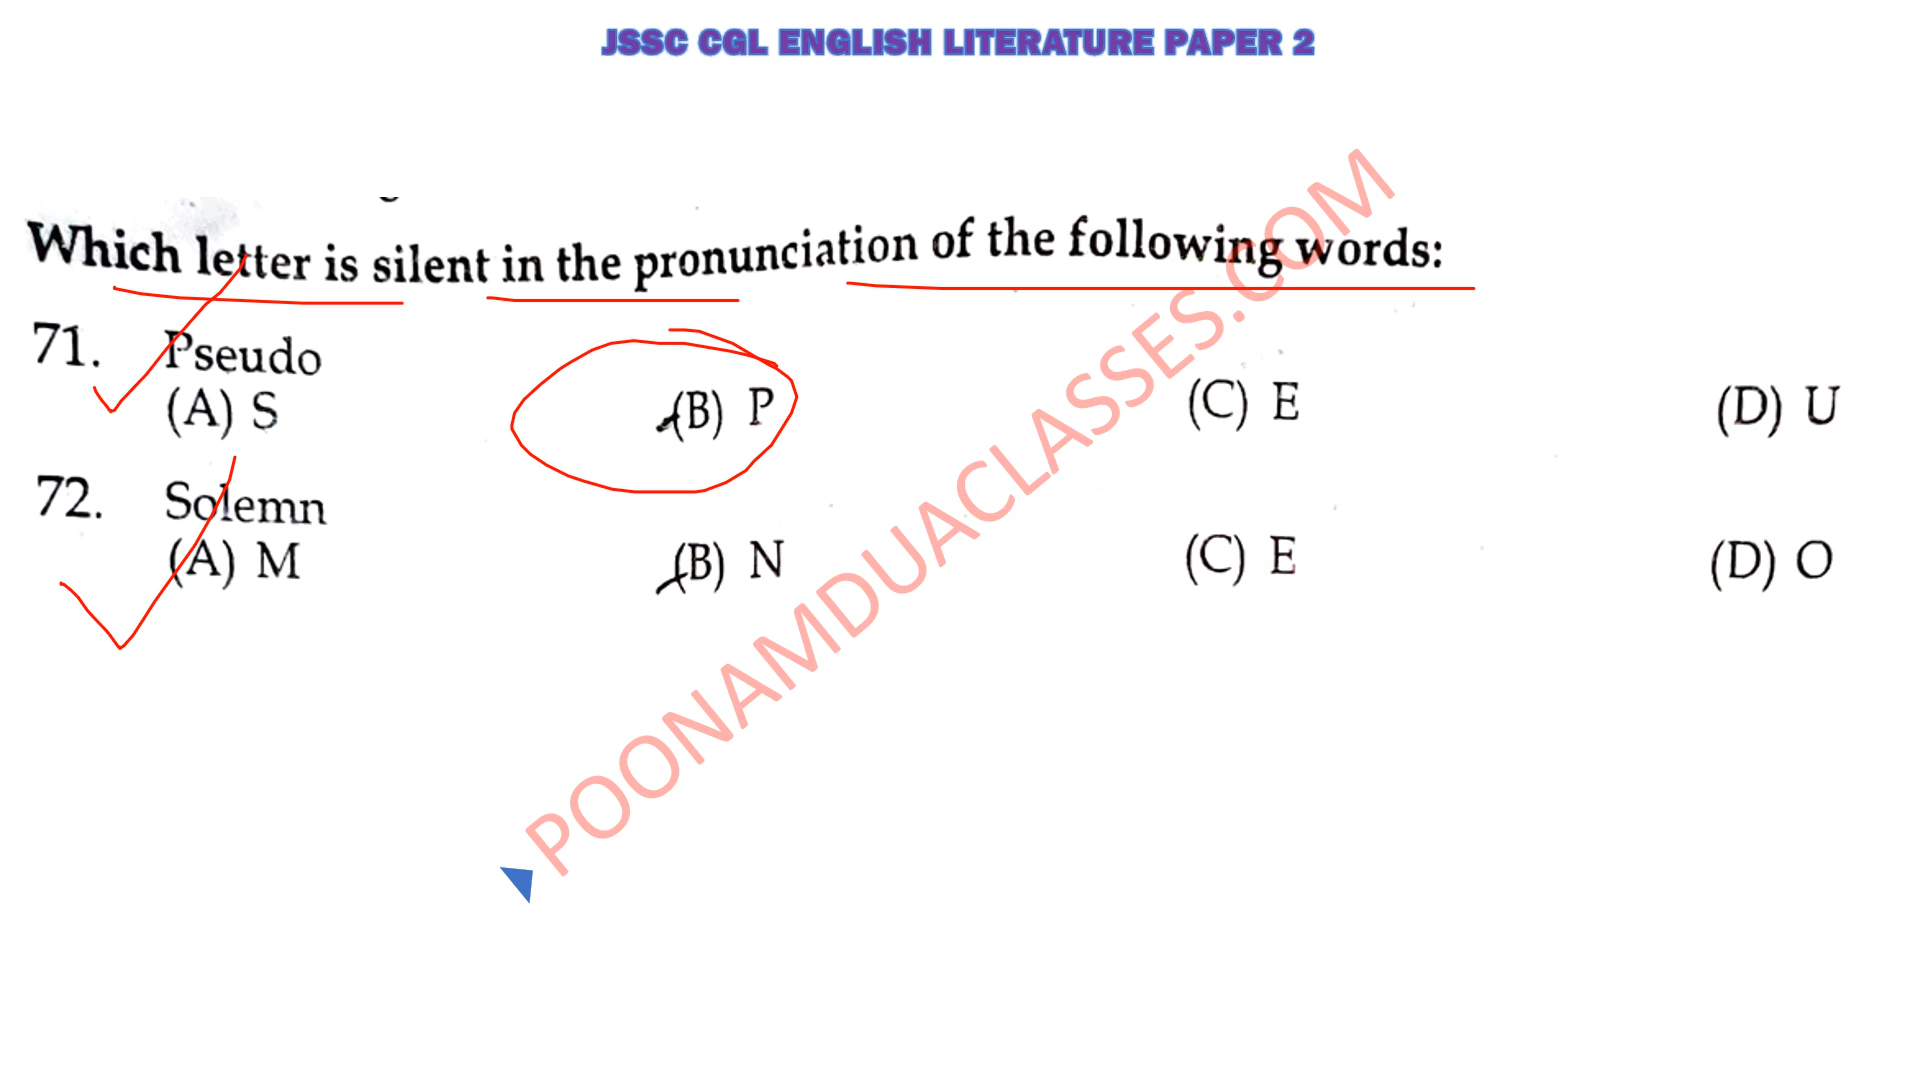 JSSC CGL ENGLISH LITERATURE PAPER 2
Which letter is silent in the pronunciation of the following words:
71. Pseudo
(A) S (B) P (C) E (D) U
72. Solemn
(A) M (B) N (C) E (D) O
POONAMDUACLASSES.COM